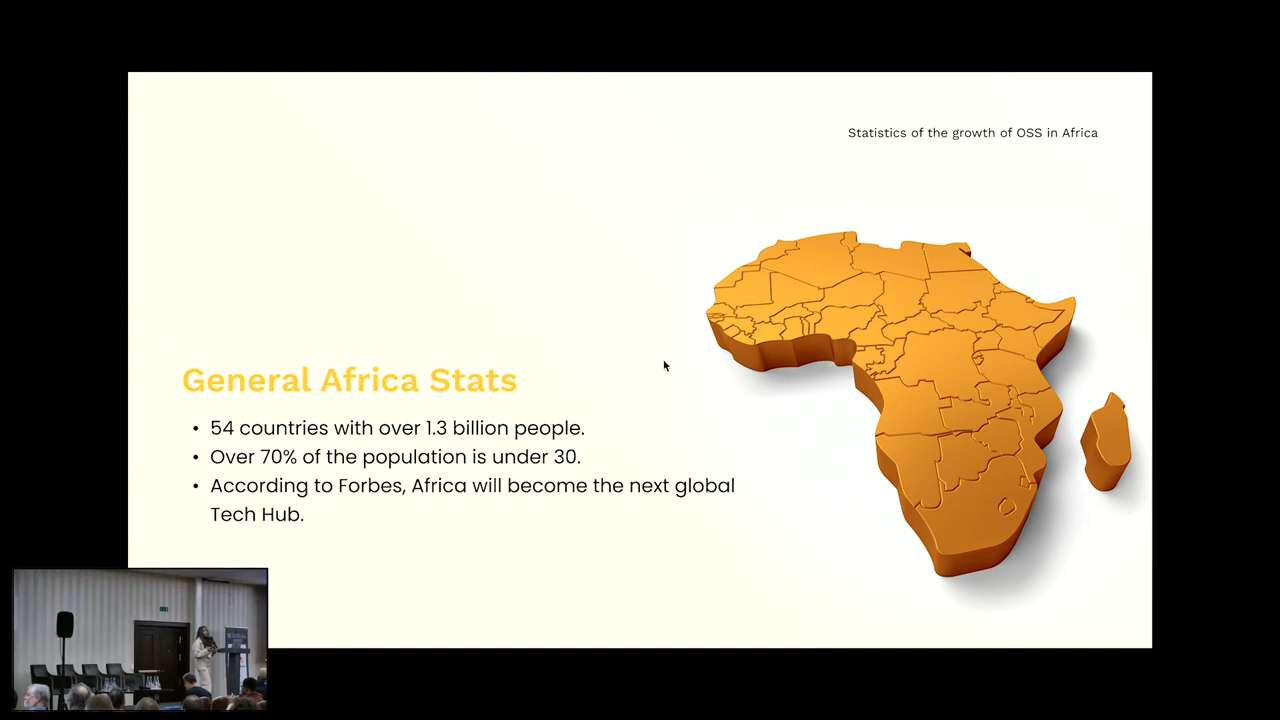 Statistics of the growth of OSS in Africa
General Africa Stats
• 54 countries with over 1.3 billion people.
• Over 70% of the population is under 30.
• According to Forbes, Africa will become the next global
Tech Hub.